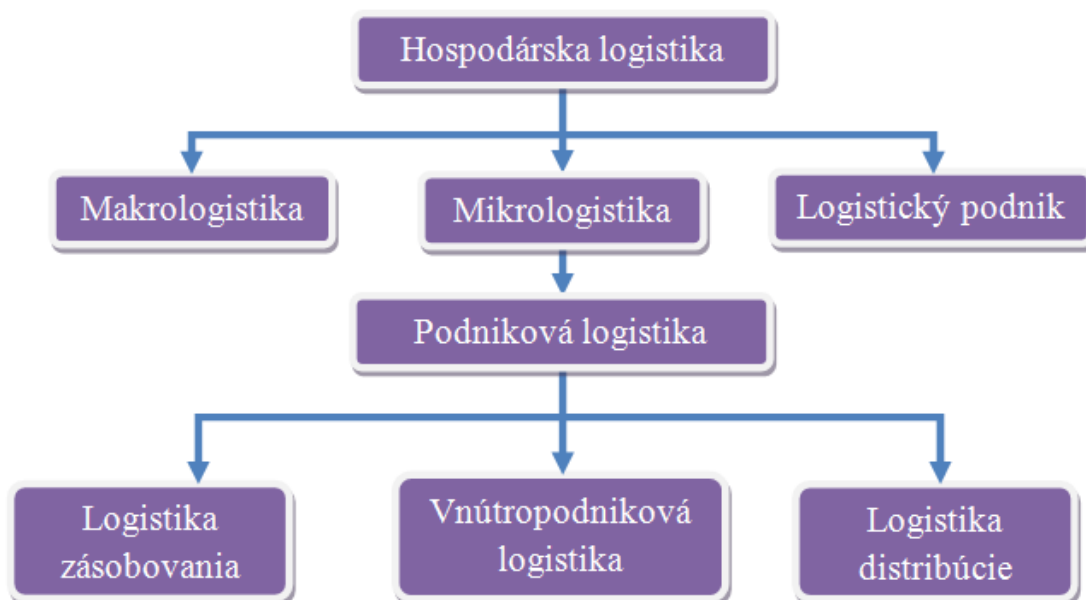 Hospodárska logistika
Makrologistika
Mikrologistika
Logistický podnik
Podniková logistika
Logistika
zásobovania
Vnútropodniková
logistika
Logistika
distribúcie